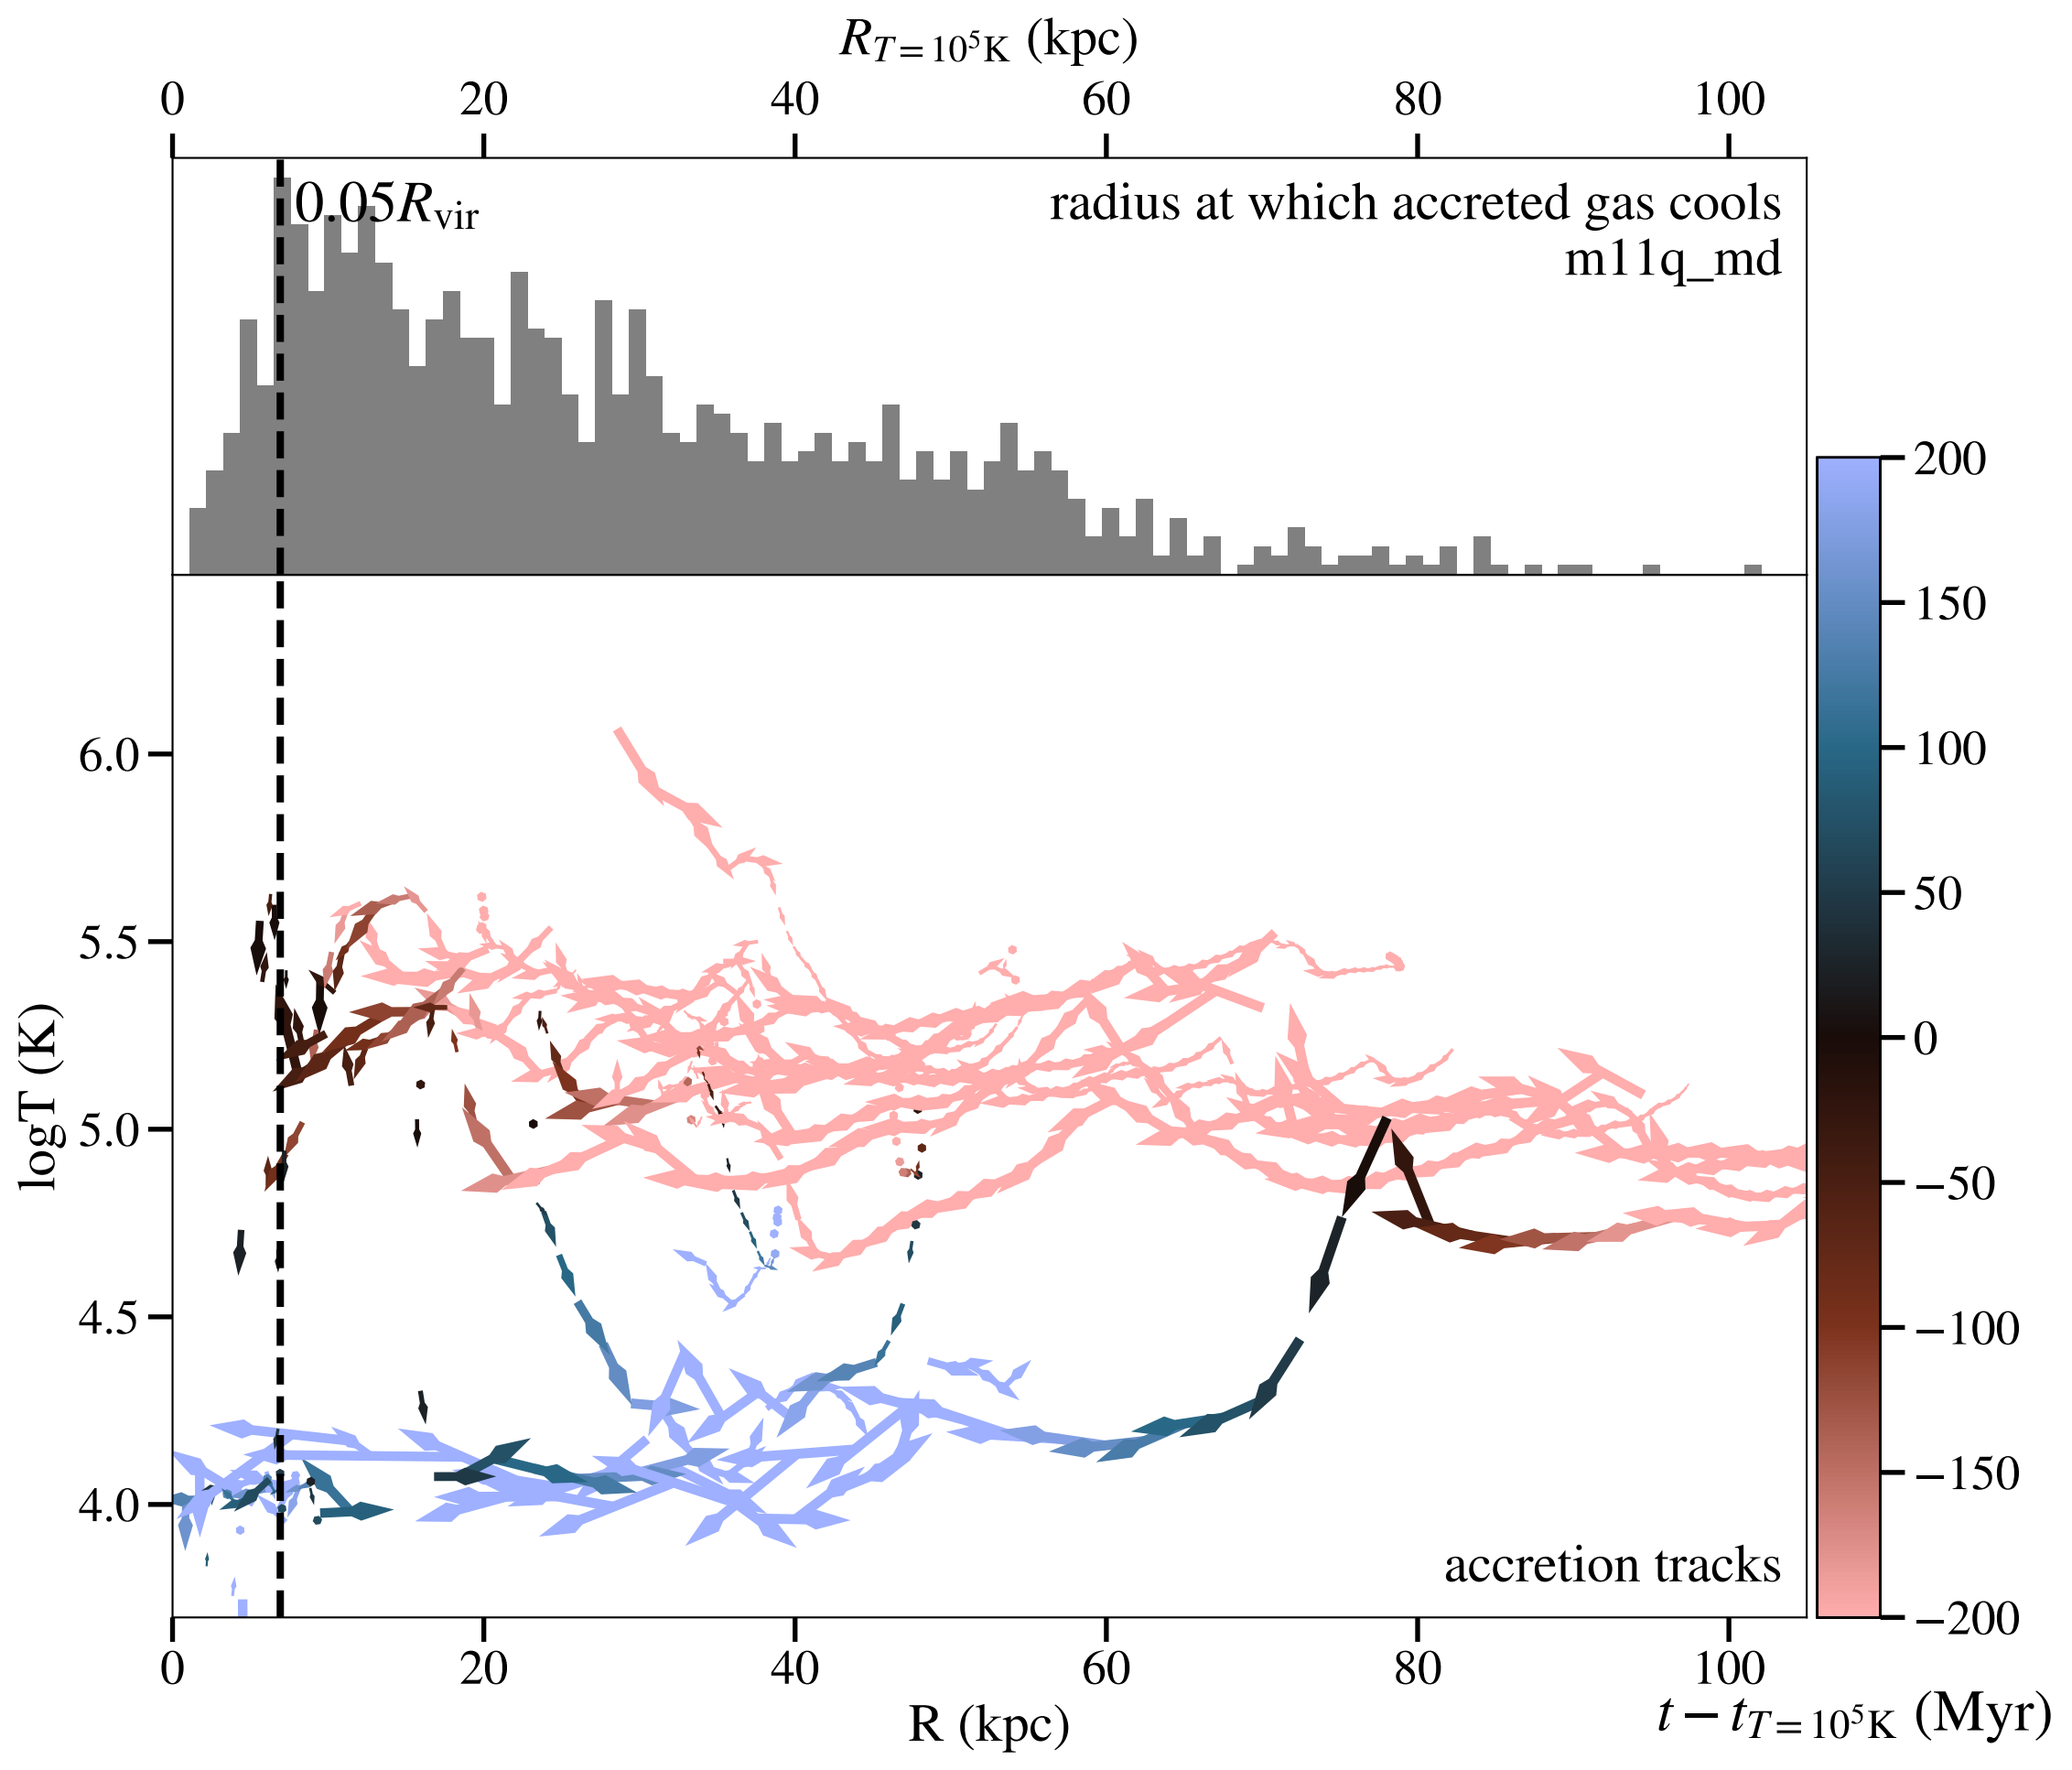 R_{T=10^5K} (kpc)
0 20 40 60 80 100
0.05R_{vir}
radius at which accreted gas cools
m11q_md
6.0
5.5
5.0
4.5
4.0
logT (K)
accretion tracks
0 20 40 60 80 100
R (kpc)
200
150
100
50
0
−50
−100
−150
−200
t − t_{T=10^5K} (Myr)